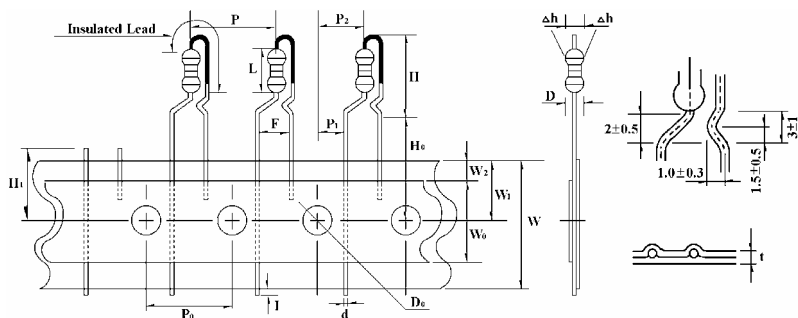 P
P2
Δh
Δh
Insulated Lead
L
H
D
F
P1
H0
2±0.5
3±1
1.0±0.3
1.5±0.5
H1
W2
W1
W0
W
P0
I
d
D0
t